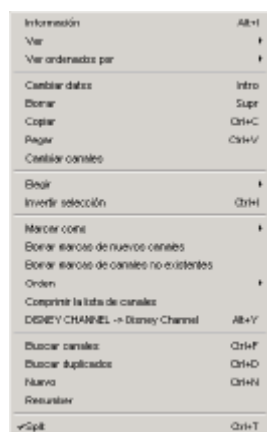 Información Alt+I
Ver
Ver ordenados por
Cambiar datos Intro
Borrar Supr
Copiar Ctrl+C
Pegar Ctrl+V
Cambiar canales
Elegir
Invertir selección Ctrl+I
Marcar como
Borrar marcas de nuevos canales
Borrar marcas de canales no existentes
Orden
Comprimir la lista de canales
DISNEY CHANNEL -> Disney Channel Alt+Y
Buscar canales Ctrl+F
Buscar duplicados Ctrl+D
Nuevo Ctrl+N
Renumber
Split Ctrl+T